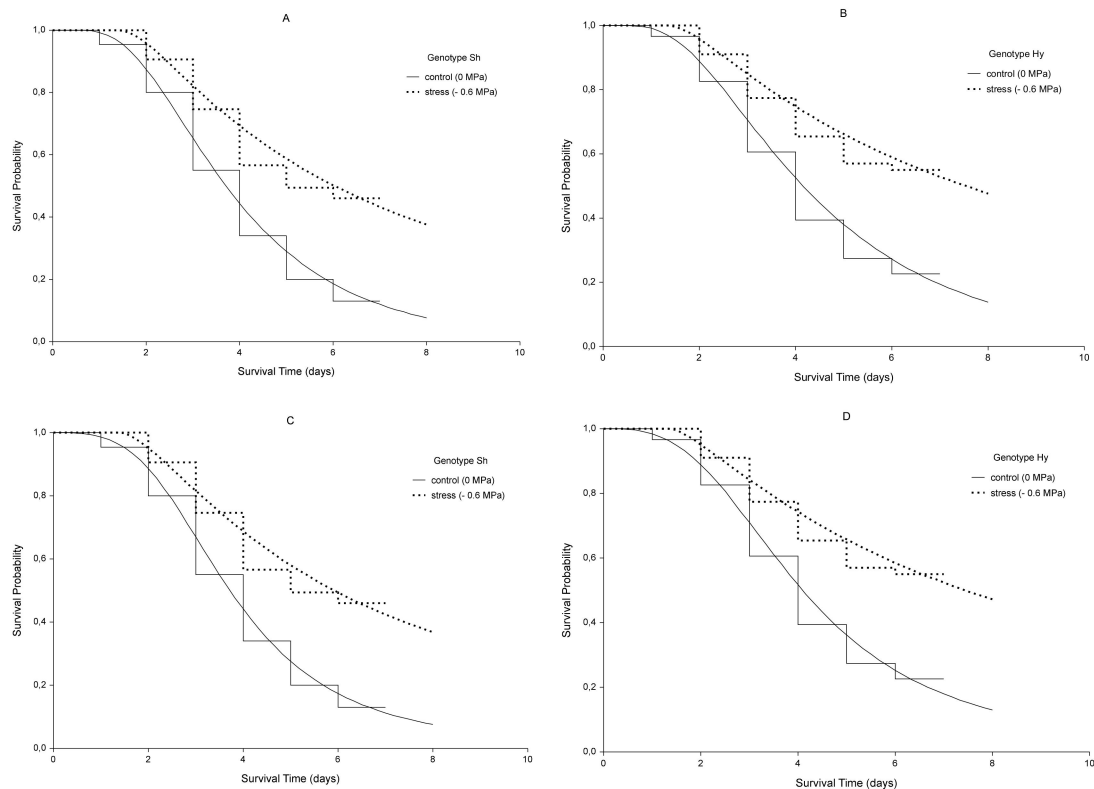 A
Genotype Sh
control (0 MPa)
stress (- 0.6 MPa)
Survival Probability
1,0
0,8
0,6
0,4
0,2
0,0
0 2 4 6 8 10
Survival Time (days)
B
Genotype Hy
control (0 MPa)
stress (- 0.6 MPa)
Survival Probability
1,0
0,8
0,6
0,4
0,2
0,0
0 2 4 6 8 10
Survival Time (days)
C
Genotype Sh
control (0 MPa)
stress (- 0.6 MPa)
Survival Probability
1,0
0,8
0,6
0,4
0,2
0,0
0 2 4 6 8 10
Survival Time (days)
D
Genotype Hy
control (0 MPa)
stress (- 0.6 MPa)
Survival Probability
1,0
0,8
0,6
0,4
0,2
0,0
0 2 4 6 8 10
Survival Time (days)